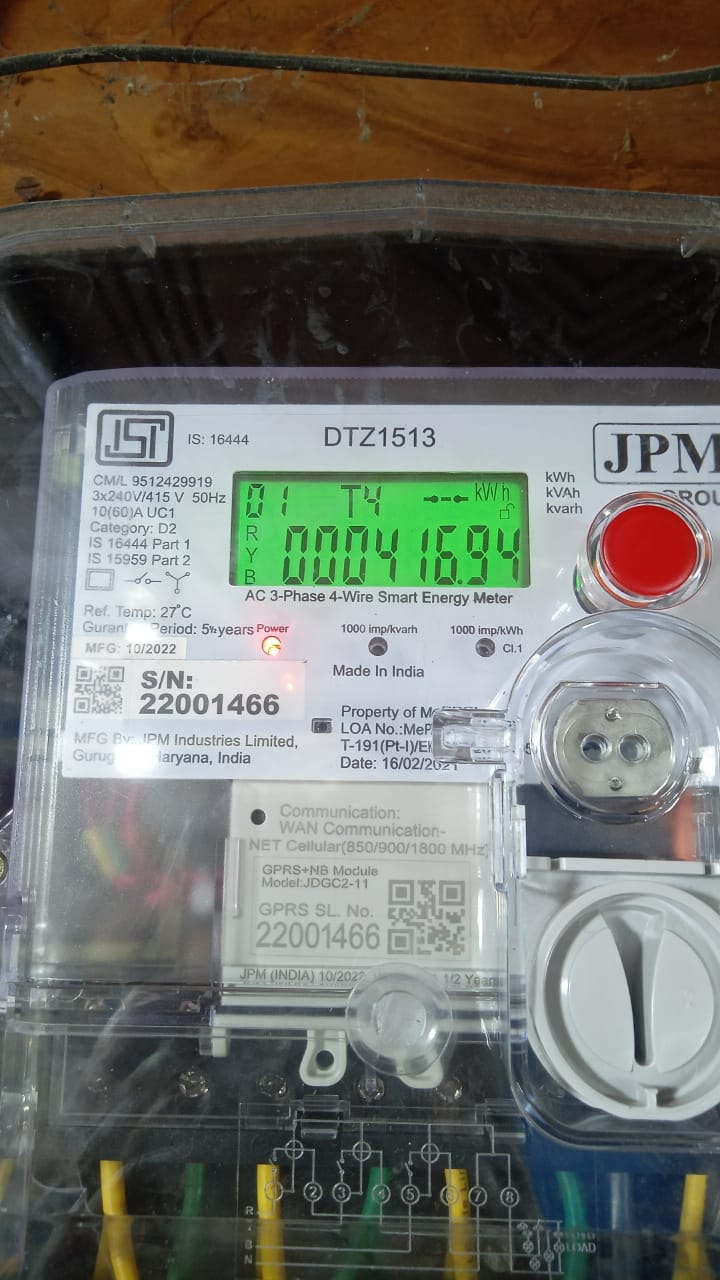 ISI
IS: 16444
DTZ1513
JPM
CM/L 9512429919
3x240V/415 V 50Hz
10(60)A UC1
Category: D2
IS 16444 Part 1
IS 15959 Part 2
01 T4 kWh
R
Y
B
000416.94
kWh
kVAh
kvarh
AC 3-Phase 4-Wire Smart Energy Meter
Ref. Temp: 27°C
Period: 5½years
Power
1000 imp/kvarh
1000 imp/kWh
Cl.1
MFG: 10/2022
Made In India
S/N:
22001466
Property of
LOA No.:
MFG By: JPM Industries Limited,
Haryana, India
Date: 16/02/2021
Communication:
WAN Communication-
NET Cellular(850/900/1800 MHz)
GPRS+NB Module
Model:JDGC2-11
GPRS SL. No.
22001466
JPM (INDIA) 10/2022 1/2 Years
1 2 3 4 5 6 7 8
R
Y
B
N
LOAD